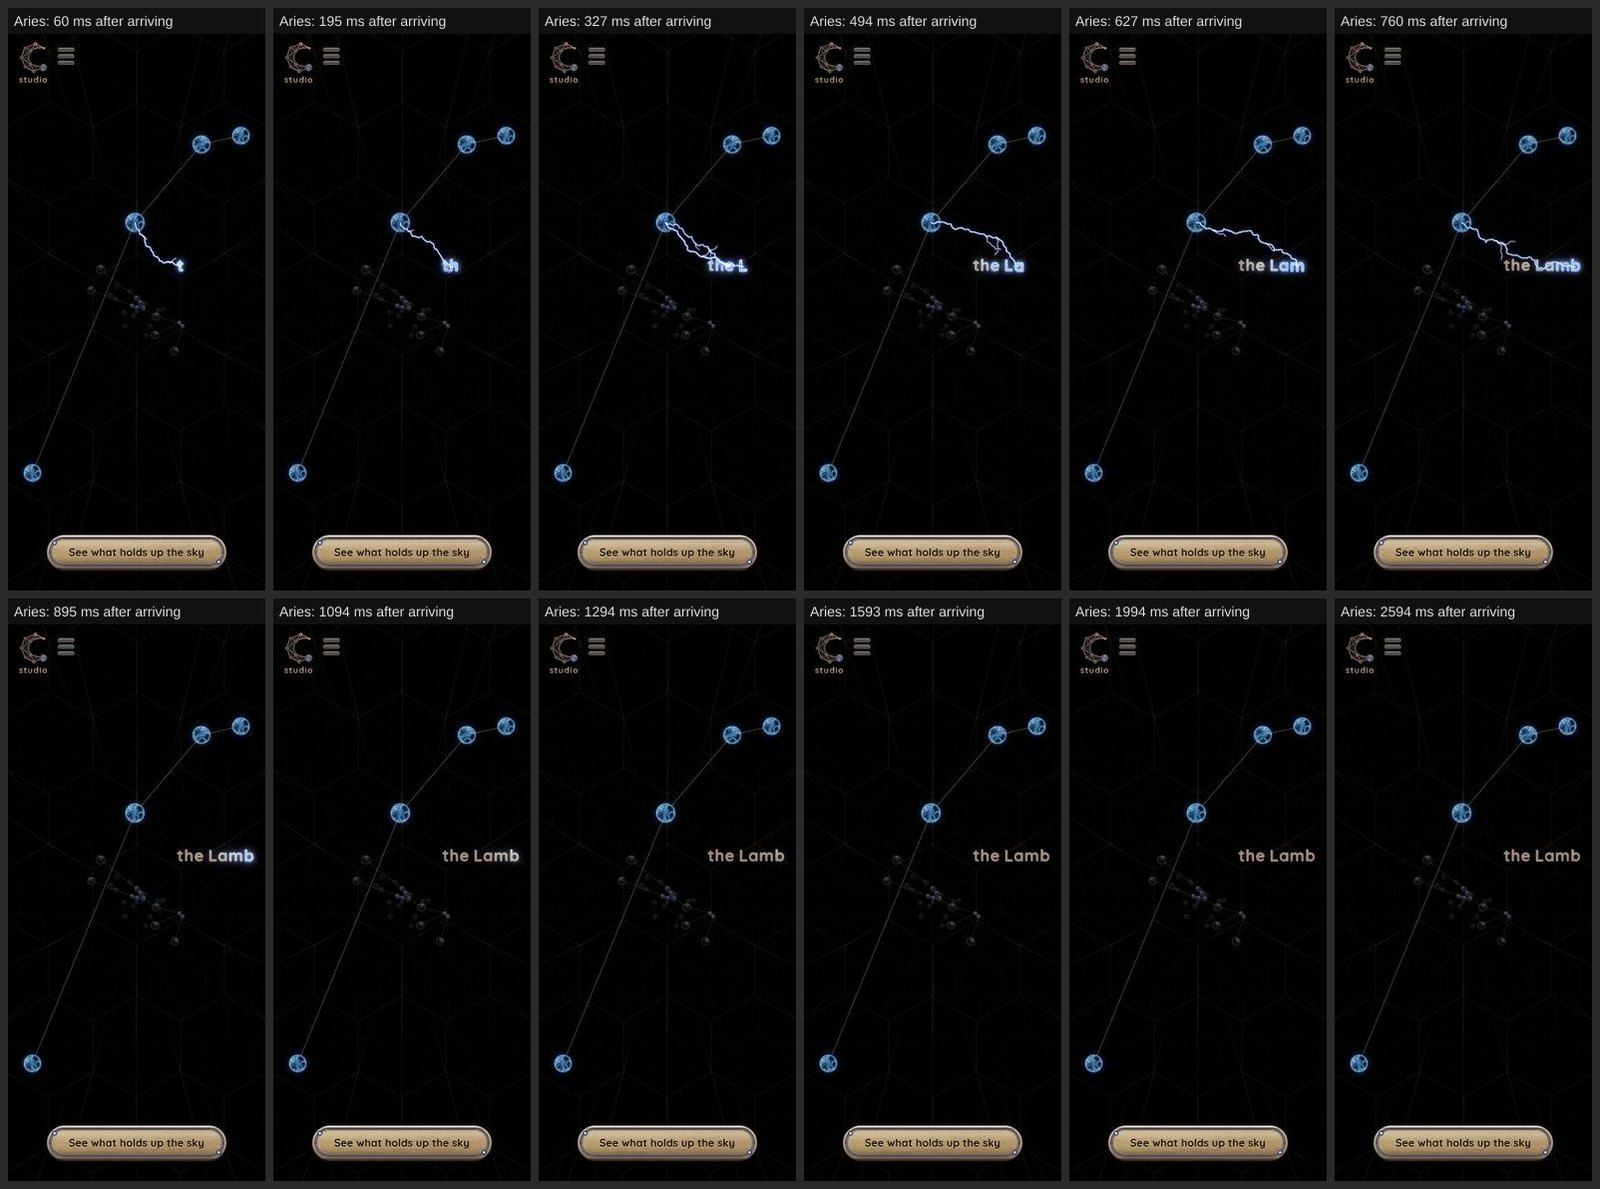 Aries: 60 ms after arriving
studio
t
See what holds up the sky
Aries: 195 ms after arriving
studio
th
See what holds up the sky
Aries: 327 ms after arriving
studio
the L
See what holds up the sky
Aries: 494 ms after arriving
studio
the La
See what holds up the sky
Aries: 627 ms after arriving
studio
the Lam
See what holds up the sky
Aries: 760 ms after arriving
studio
the Lamb
See what holds up the sky
Aries: 895 ms after arriving
studio
the Lamb
See what holds up the sky
Aries: 1094 ms after arriving
studio
the Lamb
See what holds up the sky
Aries: 1294 ms after arriving
studio
the Lamb
See what holds up the sky
Aries: 1593 ms after arriving
studio
the Lamb
See what holds up the sky
Aries: 1994 ms after arriving
studio
the Lamb
See what holds up the sky
Aries: 2594 ms after arriving
studio
the Lamb
See what holds up the sky